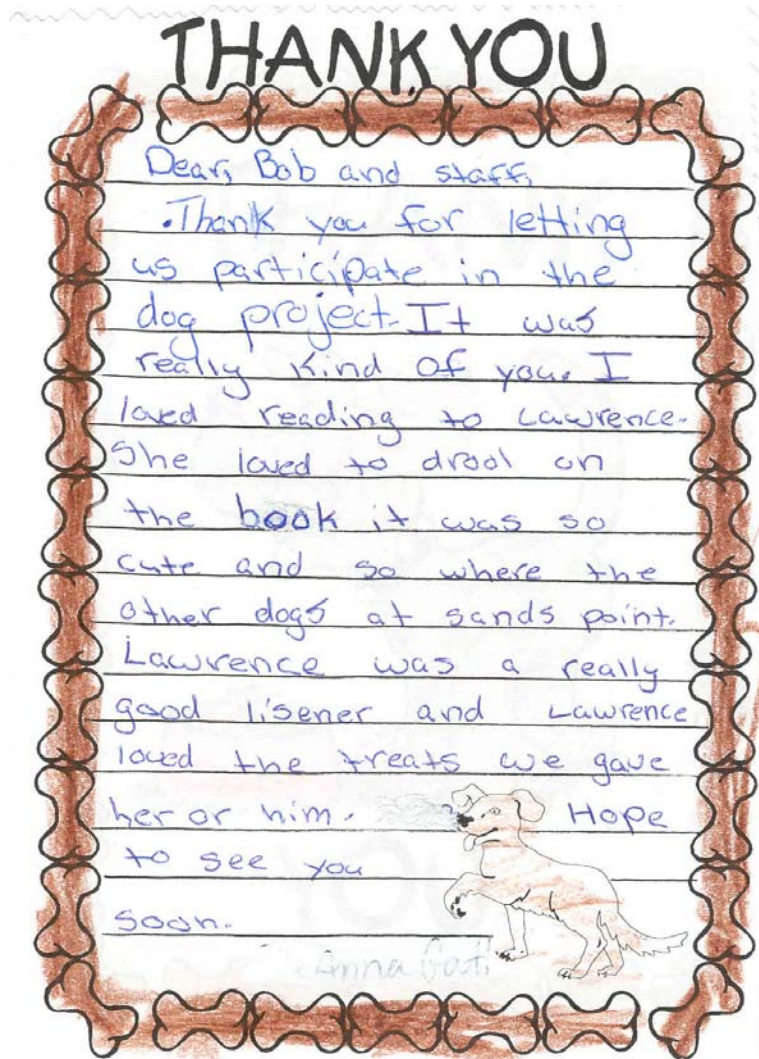 THANK YOU
Dear, Bob and staff,
.Thank you for letting
us participate in the
dog project. It was
really kind of you. I
loved reading to Lawrence.
She loved to drool on
the book it was so
cute and so where the
other dogs at sands point.
Lawrence was a really
good lisener and Lawrence
loved the treats we gave
her or him. Hope
to see you
soon.
Anna